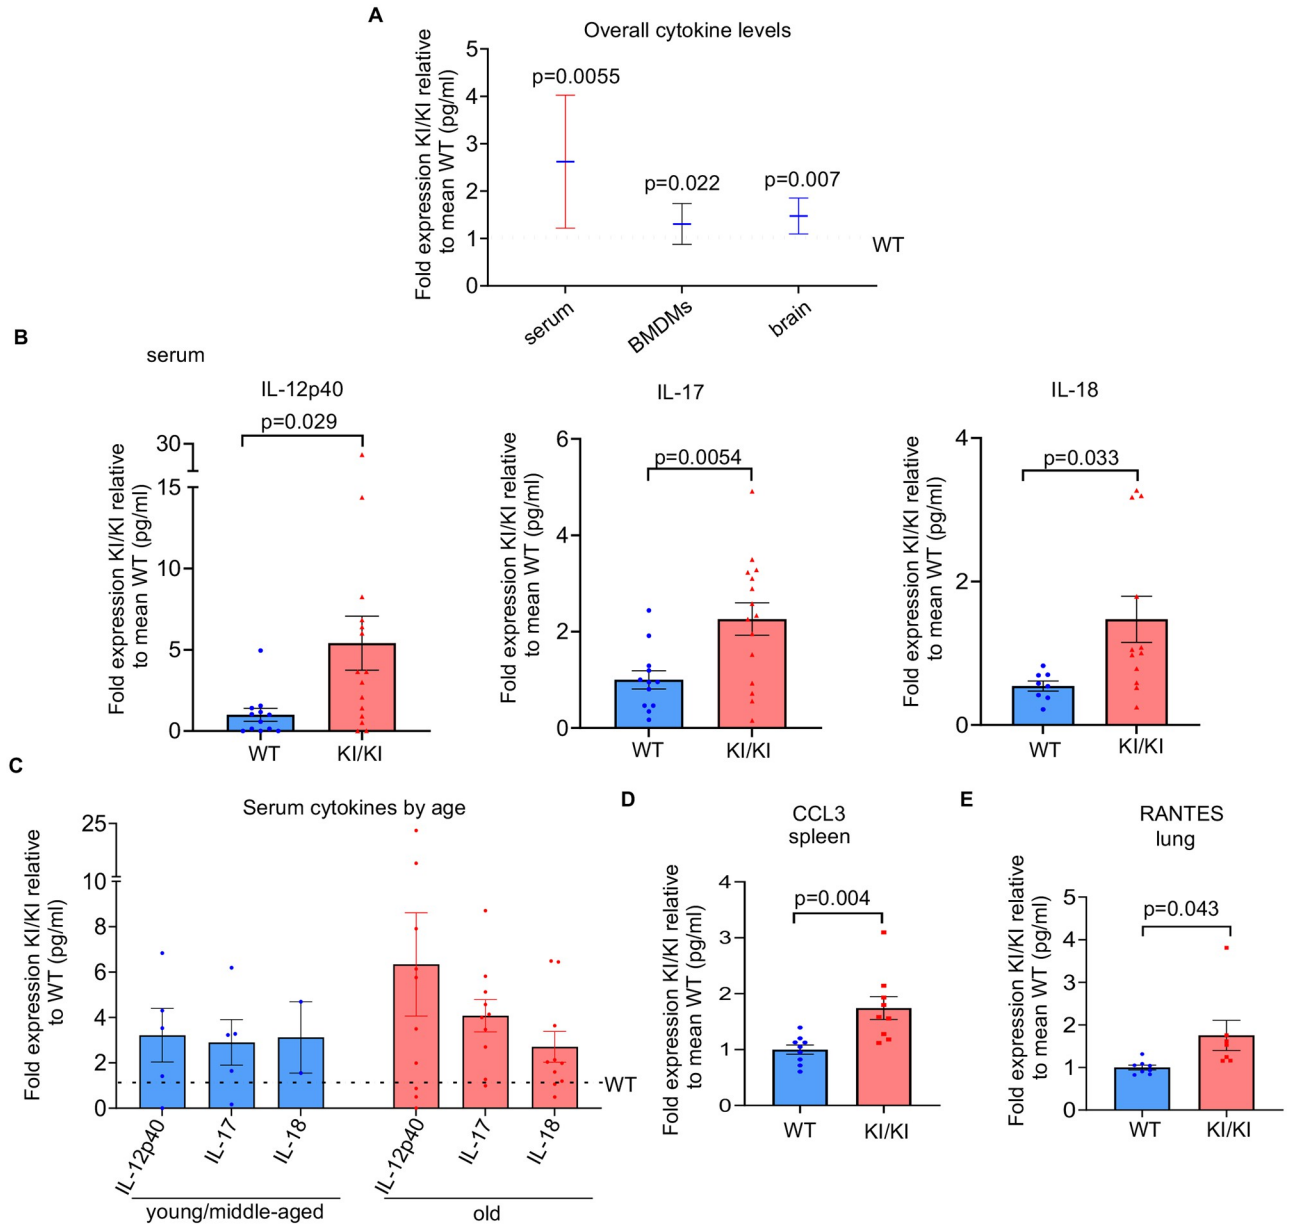 A
Overall cytokine levels
Fold expression KI/KI relative
to mean WT (pg/ml)
5
4
3
2
1
0
p=0.0055
p=0.022
p=0.007
WT
serum
BMDMs
brain
B
serum
IL-12p40
p=0.029
Fold expression KI/KI relative
to mean WT (pg/ml)
30
15
10
5
0
WT
KI/KI
IL-17
p=0.0054
Fold expression KI/KI relative
to mean WT (pg/ml)
6
4
2
0
WT
KI/KI
IL-18
p=0.033
Fold expression KI/KI relative
to mean WT (pg/ml)
4
2
0
WT
KI/KI
C
Serum cytokines by age
Fold expression KI/KI relative
to WT (pg/ml)
25
10
8
6
4
2
0
WT
IL-12p40
IL-17
IL-18
IL-12p40
IL-17
IL-18
young/middle-aged
old
D
CCL3
spleen
p=0.004
Fold expression KI/KI relative
to mean WT (pg/ml)
4
3
2
1
0
WT
KI/KI
E
RANTES
lung
p=0.043
Fold expression KI/KI relative
to mean WT (pg/ml)
5
4
3
2
1
0
WT
KI/KI